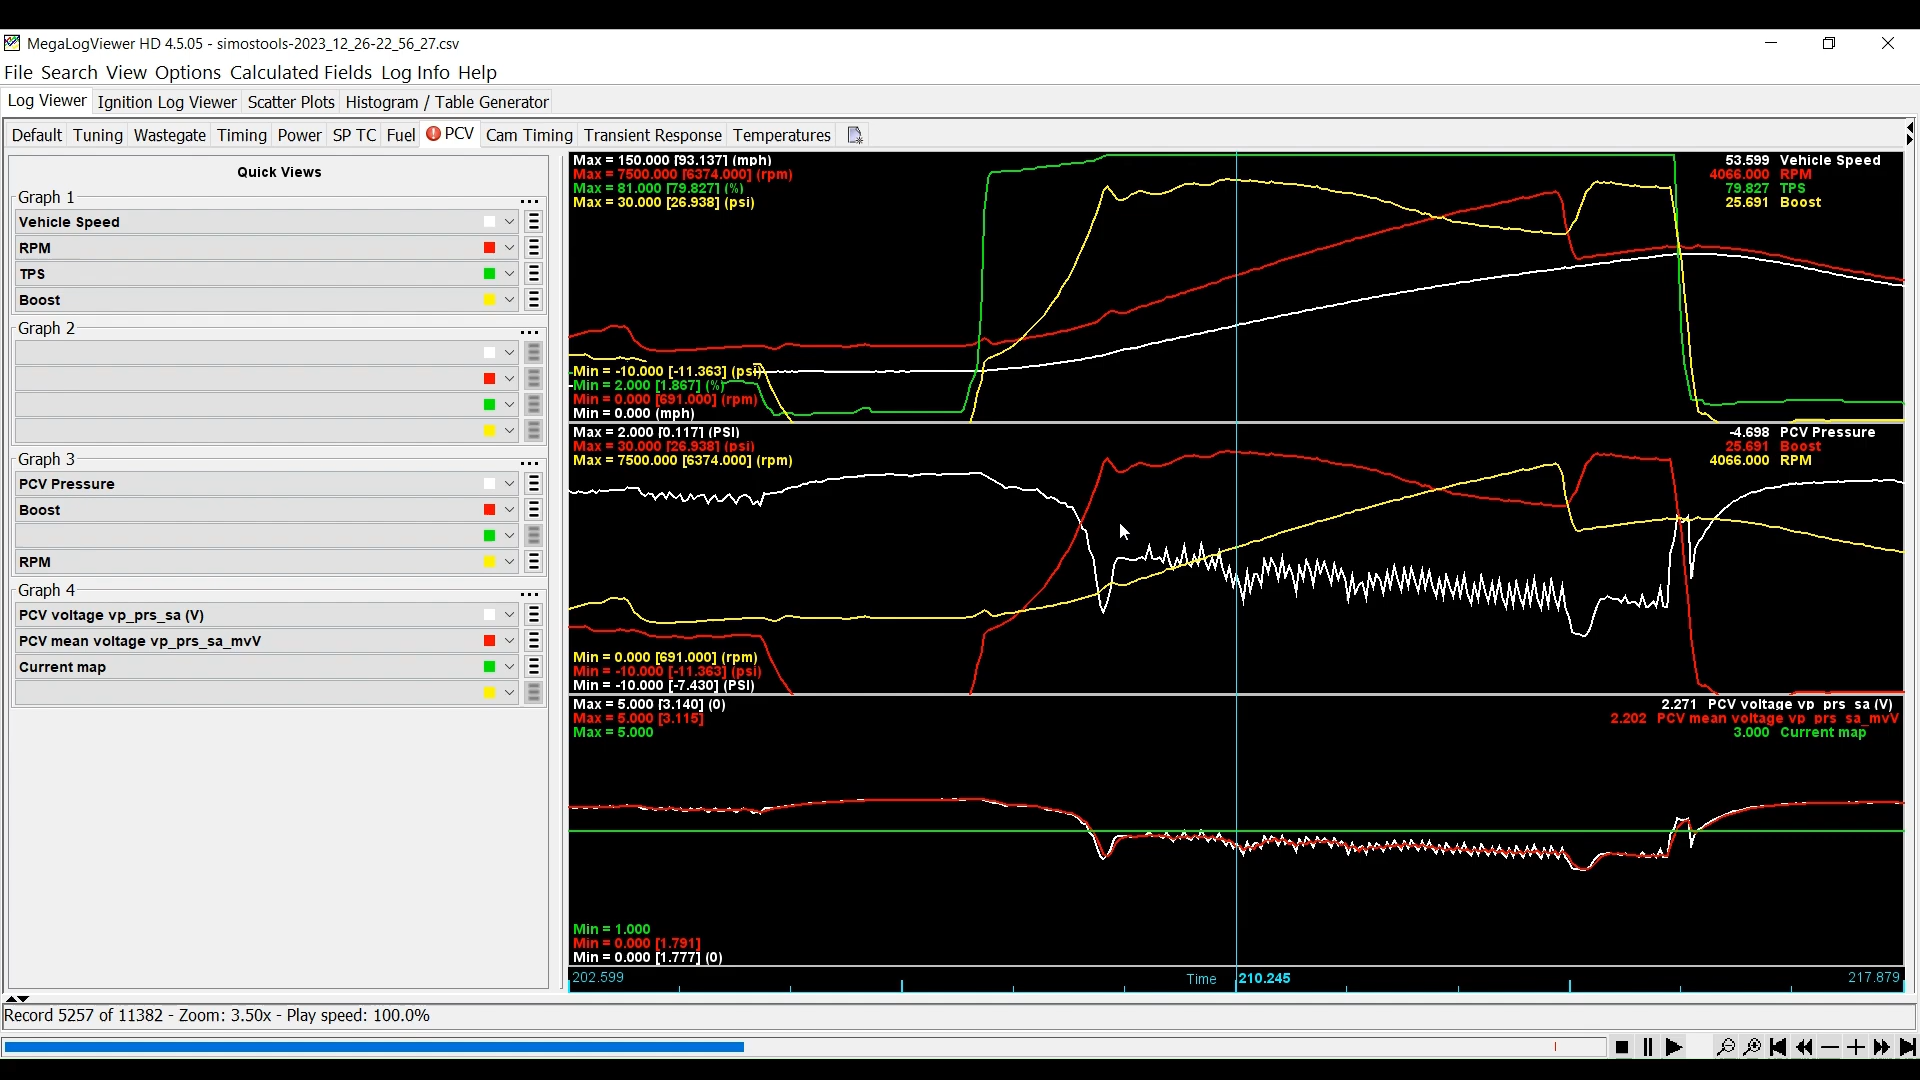 MegaLogViewer HD 4.5.05 - simostools-2023_12_26-22_56_27.csv
File Search View Options Calculated Fields Log Info Help
Log Viewer Ignition Log Viewer Scatter Plots Histogram / Table Generator
Default Tuning Wastegate Timing Power SP TC Fuel PCV Cam Timing Transient Response Temperatures
Quick Views
Graph 1
...
Vehicle Speed
RPM
TPS
Boost
Graph 2
...
Graph 3
...
PCV Pressure
Boost
RPM
Graph 4
...
PCV voltage vp_prs_sa (V)
PCV mean voltage vp_prs_sa_mvV
Current map
Max = 150.000 [93.137] (mph)
Max = 7500.000 [6374.000] (rpm)
Max = 81.000 [79.827] (%)
Max = 30.000 [26.938] (psi)
53.599 Vehicle Speed
4066.000 RPM
79.827 TPS
25.691 Boost
Min = -10.000 [-11.363] (psi)
Min = 2.000 [1.867] (%)
Min = 0.000 [691.000] (rpm)
Min = 0.000 (mph)
Max = 2.000 [0.117] (PSI)
Max = 30.000 [26.938] (psi)
Max = 7500.000 [6374.000] (rpm)
-4.698 PCV Pressure
25.691 Boost
4066.000 RPM
Min = 0.000 [691.000] (rpm)
Min = -10.000 [-11.363] (psi)
Min = -10.000 [-7.430] (PSI)
Max = 5.000 [3.140] (0)
Max = 5.000 [3.115]
Max = 5.000
2.271 PCV voltage vp_prs_sa (V)
2.202 PCV mean voltage vp_prs_sa_mvV
3.000 Current map
Min = 1.000
Min = 0.000 [1.791]
Min = 0.000 [1.777] (0)
202.599 Time 210.245 217.879
Record 5257 of 11382 - Zoom: 3.50x - Play speed: 100.0%